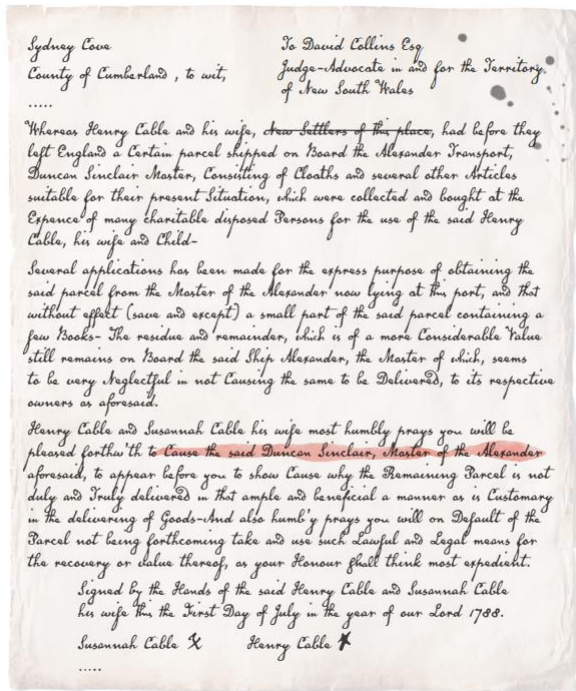 Sydney Cove
County of Cumberland, to wit,
.....
To David Collins Esq
Judge-Advocate in and for the Territory
of New South Wales
Whereas Henry Cable and his wife, New Settlers of this place, had before they
left England a Certain parcel shipped on Board the Alexander Transport,
Duncan Sinclair Master, Consisting of Cloaths and several other Articles
suitable for their present Situation, which were collected and bought at the
Expence of many charitable disposed Persons for the use of the said Henry
Cable, his wife and Child-
Several applications has been made for the express purpose of obtaining the
said parcel from the Master of the Alexander now lying at this port, and that
without effect (save and except) a small part of the said parcel containing a
few Books- The residue and remainder, which is of a more Considerable Value
still remains on Board the said Ship Alexander, the Master of which, seems
to be very Neglectful in not Causing the same to be Delivered, to its respective
owners as aforesaid.
Henry Cable and Susannah Cable his wife most humbly prays you will be
pleased forthw'th to Cause the said Duncan Sinclair, Master of the Alexander
aforesaid, to appear before you to show Cause why the Remaining Parcel is not
duly and Truly delivered in that ample and beneficial a manner as is Customary
in the delivering of Goods-And also humb'y prays you will on Default of the
Parcel not being forthcoming take and use such Lawful and Legal means for
the recovery or value thereof, as your Honour shall think most expedient.
Signed by the Hands of the said Henry Cable and Susannah Cable
his wife this the First Day of July in the year of our Lord 1788.
Susannah Cable X Henry Cable X
.....